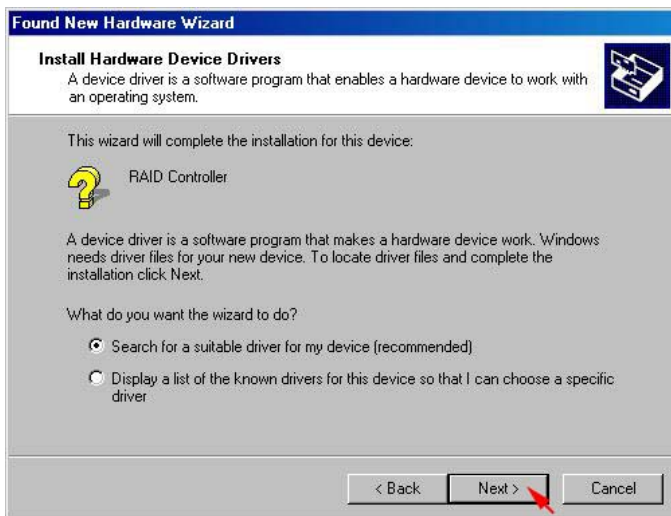 Found New Hardware Wizard
Install Hardware Device Drivers
A device driver is a software program that enables a hardware device to work with
an operating system.
This wizard will complete the installation for this device:
RAID Controller
A device driver is a software program that makes a hardware device work. Windows
needs driver files for your new device. To locate driver files and complete the
installation click Next.
What do you want the wizard to do?
Search for a suitable driver for my device (recommended)
Display a list of the known drivers for this device so that I can choose a specific
driver
< Back Next > Cancel